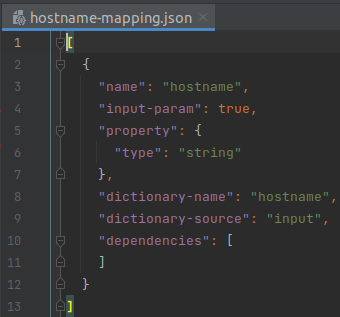 hostname-mapping.json
1 [
2 {
3 "name": "hostname",
4 "input-param": true,
5 "property": {
6 "type": "string"
7 },
8 "dictionary-name": "hostname",
9 "dictionary-source": "input",
10 "dependencies": [
11 ]
12 }
13 ]